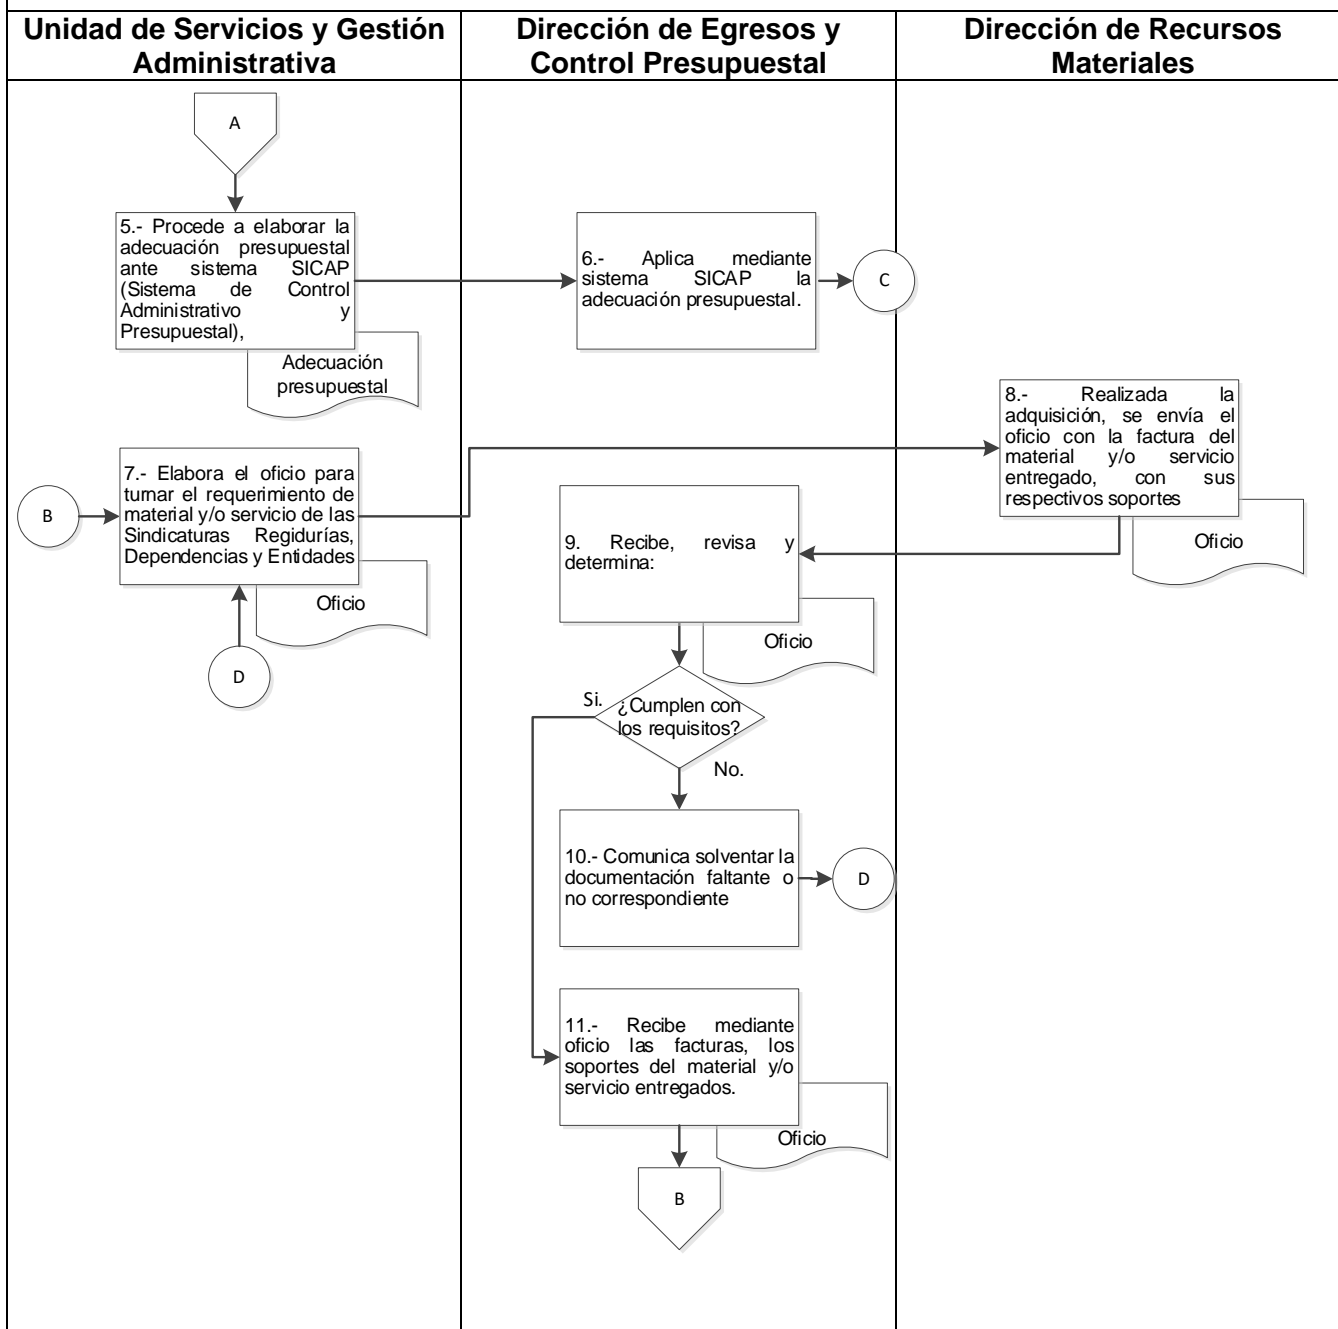 Unidad de Servicios y Gestión
Administrativa
Dirección de Egresos y
Control Presupuestal
Dirección de Recursos
Materiales
A
5.- Procede a elaborar la
adecuación presupuestal
ante sistema SICAP
(Sistema de Control
Administrativo y
Presupuestal),
Adecuación
presupuestal
6.- Aplica mediante
sistema SICAP la
adecuación presupuestal.
C
B
7.- Elabora el oficio para
turnar el requerimiento de
material y/o servicio de las
Sindicaturas Regidurías,
Dependencias y Entidades
Oficio
D
8.- Realizada la
adquisición, se envía el
oficio con la factura del
material y/o servicio
entregado, con sus
respectivos soportes
Oficio
9. Recibe, revisa y
determina:
Oficio
¿Cumplen con
los requisitos?
Si.
No.
10.- Comunica solventar la
documentación faltante o
no correspondiente
D
11.- Recibe mediante
oficio las facturas, los
soportes del material y/o
servicio entregados.
Oficio
B